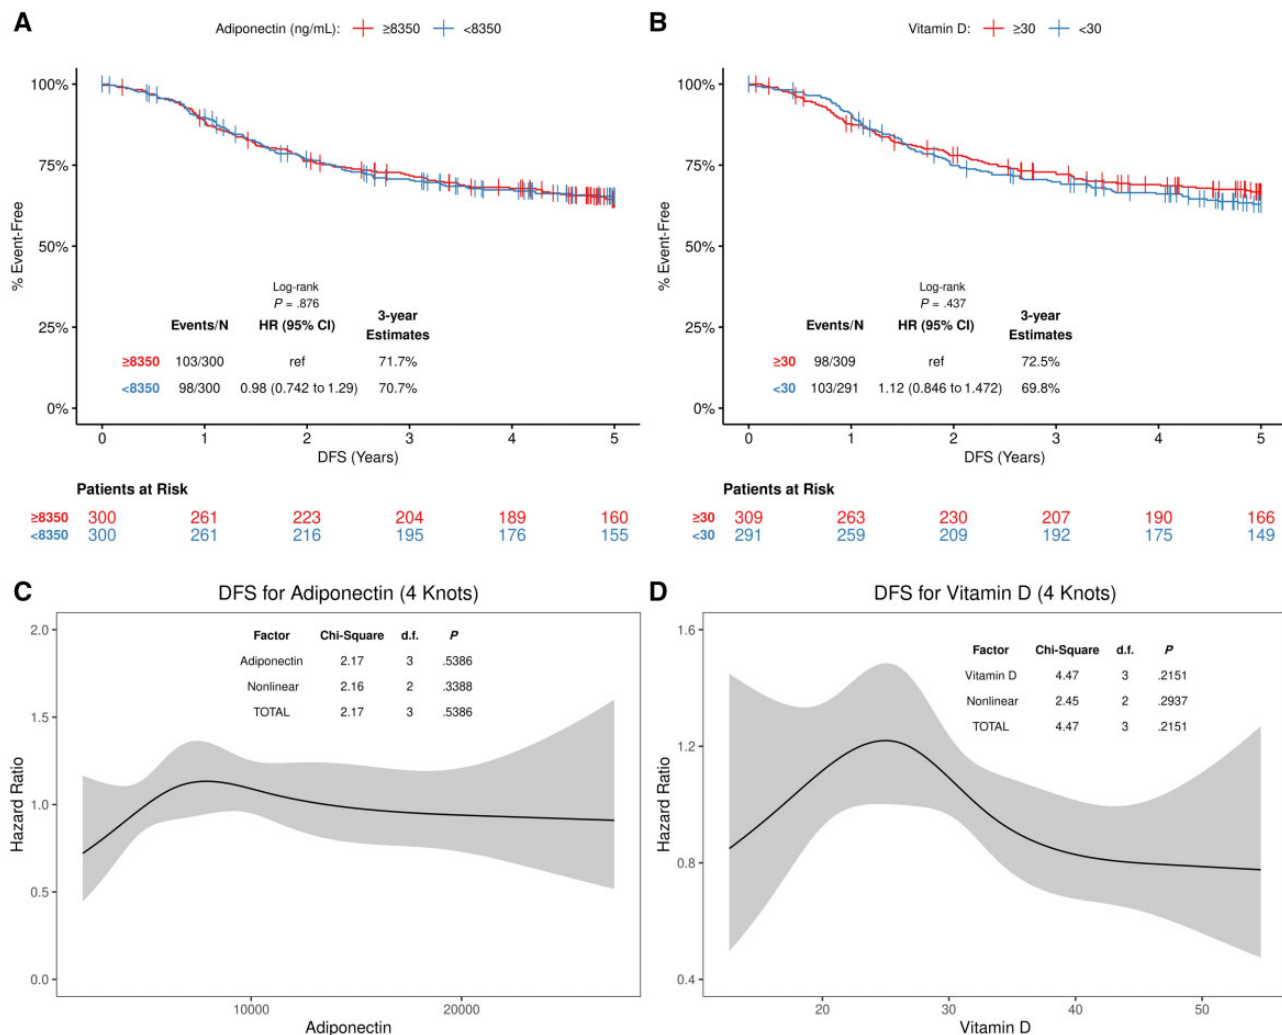 A
Adiponectin (ng/mL): ≥8350 <8350
100%
75%
50%
25%
0%
% Event-Free
Log-rank
P = .876
Events/N HR (95% CI) 3-year Estimates
≥8350 103/300 ref 71.7%
<8350 98/300 0.98 (0.742 to 1.29) 70.7%
0 1 2 3 4 5
DFS (Years)
Patients at Risk
≥8350 300 261 223 204 189 160
<8350 300 261 216 195 176 155
B
Vitamin D: ≥30 <30
100%
75%
50%
25%
0%
% Event-Free
Log-rank
P = .437
Events/N HR (95% CI) 3-year Estimates
≥30 98/309 ref 72.5%
<30 103/291 1.12 (0.846 to 1.472) 69.8%
0 1 2 3 4 5
DFS (Years)
Patients at Risk
≥30 309 263 230 207 190 166
<30 291 259 209 192 175 149
C
DFS for Adiponectin (4 Knots)
2.0
1.5
1.0
0.5
0.0
Hazard Ratio
Factor Chi-Square d.f. P
Adiponectin 2.17 3 .5386
Nonlinear 2.16 2 .3388
TOTAL 2.17 3 .5386
10000 20000
Adiponectin
D
DFS for Vitamin D (4 Knots)
1.6
1.2
0.8
0.4
Hazard Ratio
Factor Chi-Square d.f. P
Vitamin D 4.47 3 .2151
Nonlinear 2.45 2 .2937
TOTAL 4.47 3 .2151
20 30 40 50
Vitamin D